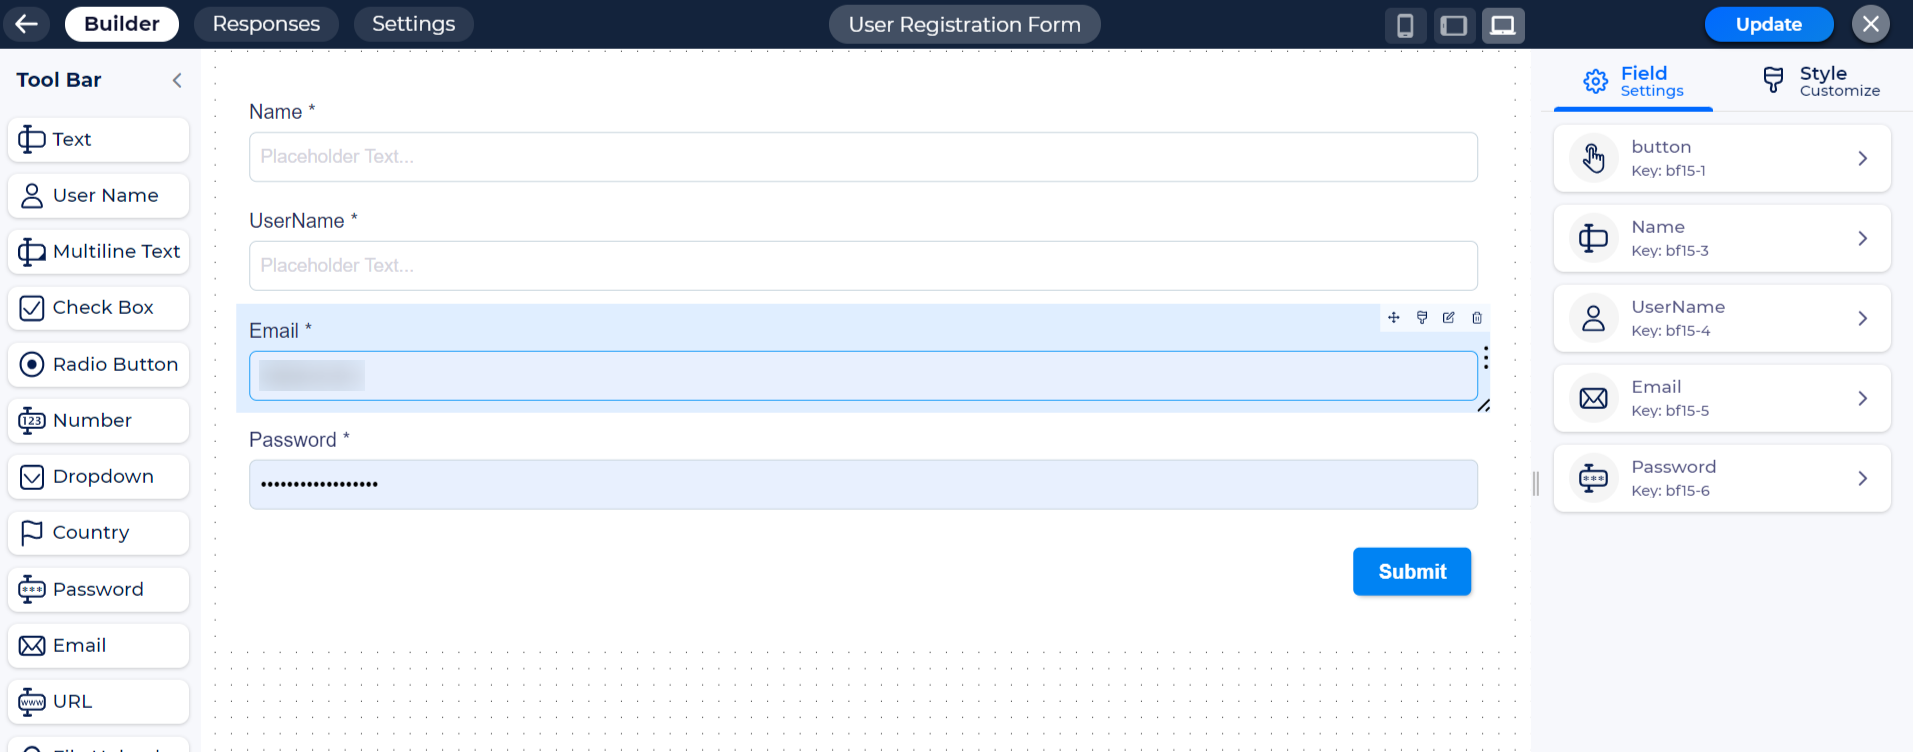 Builder
Responses
Settings
User Registration Form
Update
Tool Bar
Text
User Name
Multiline Text
Check Box
Radio Button
Number
Dropdown
Country
Password
Email
URL
Name *
Placeholder Text...
UserName *
Placeholder Text...
Email *
Password *
••••••••••••••••••
Submit
Field
Settings
Style
Customize
button
Key: bf15-1
Name
Key: bf15-3
UserName
Key: bf15-4
Email
Key: bf15-5
Password
Key: bf15-6